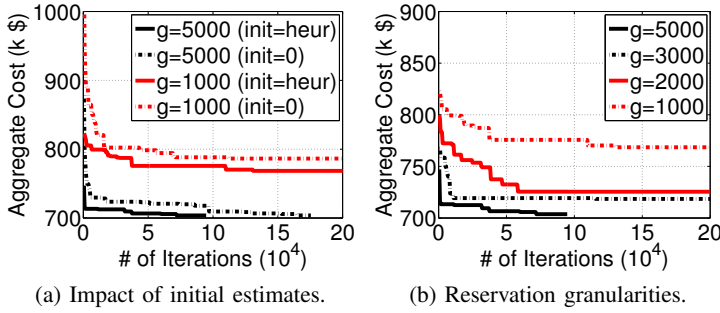 1000
900
800
700
Aggregate Cost (k $)
g=5000 (init=heur)
g=5000 (init=0)
g=1000 (init=heur)
g=1000 (init=0)
0 5 10 15 20
# of Iterations (10^4)
(a) Impact of initial estimates.
900
850
800
750
700
Aggregate Cost (k $)
g=5000
g=3000
g=2000
g=1000
0 5 10 15 20
# of Iterations (10^4)
(b) Reservation granularities.